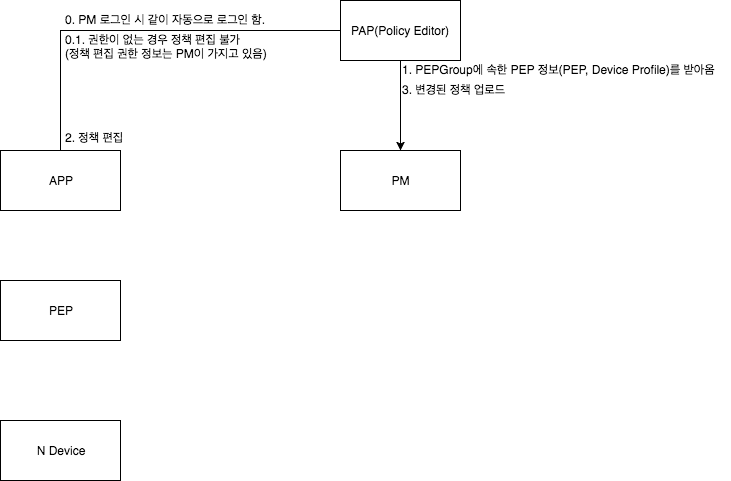 0. PM 로그인 시 같이 자동으로 로그인 함.
PAP(Policy Editor)
0.1. 권한이 없는 경우 정책 편집 불가
(정책 편집 권한 정보는 PM이 가지고 있음)
1. PEPGroup에 속한 PEP 정보(PEP, Device Profile)를 받아옴
3. 변경된 정책 업로드
2. 정책 편집
APP
PM
PEP
N Device